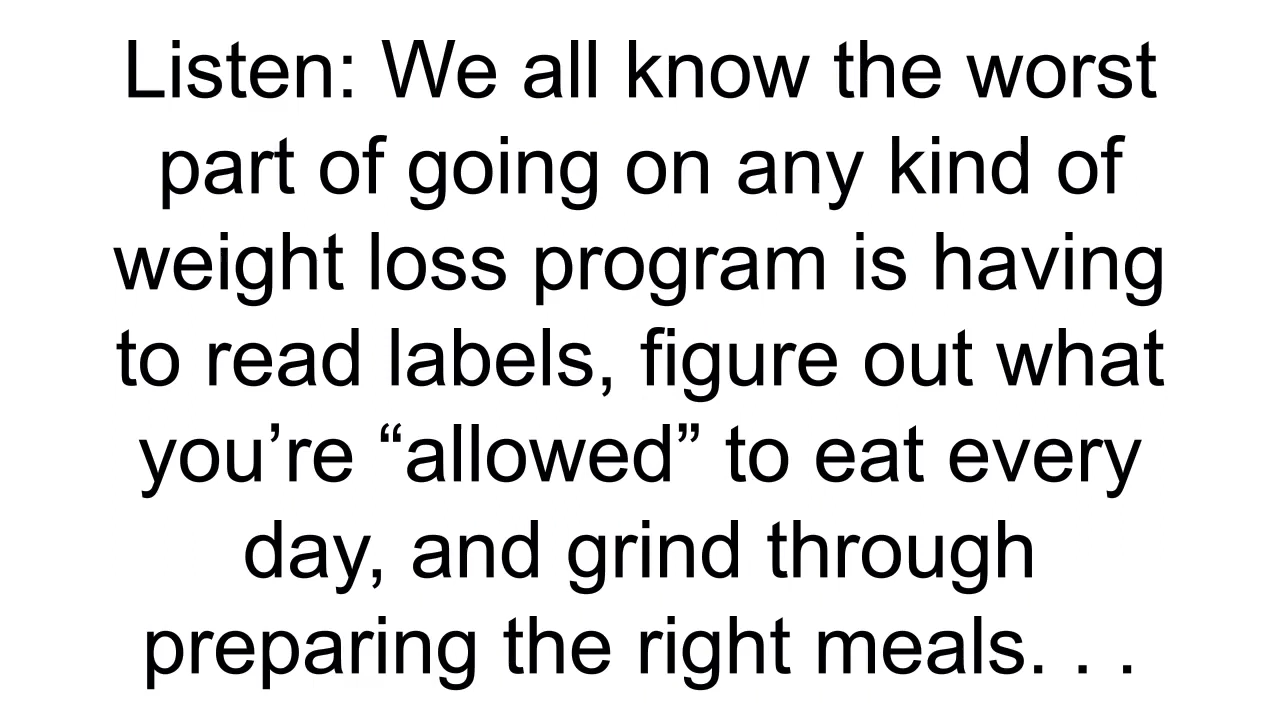 Listen: We all know the worst
part of going on any kind of
weight loss program is having
to read labels, figure out what
you’re “allowed” to eat every
day, and grind through
preparing the right meals. . .